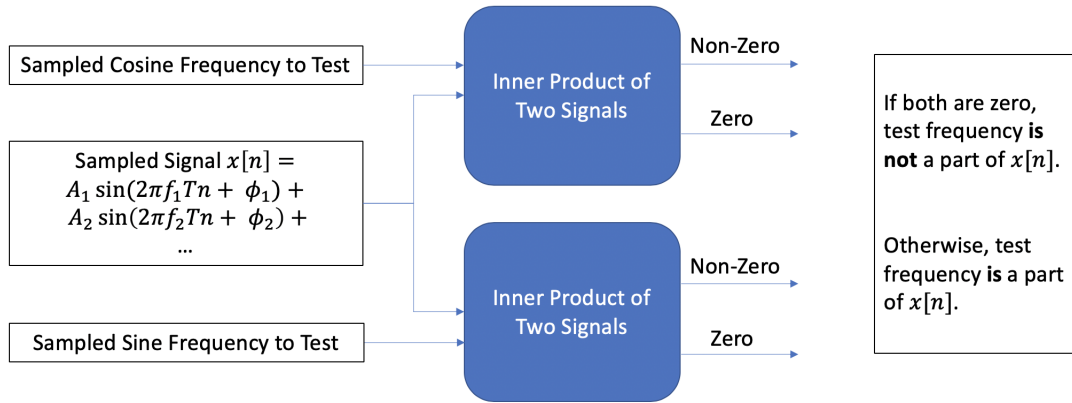 Sampled Cosine Frequency to Test
Sampled Signal x[n] =
A₁ sin(2πf₁Tn + ϕ₁) +
A₂ sin(2πf₂Tn + ϕ₂) +
...
Sampled Sine Frequency to Test
Inner Product of
Two Signals
Non-Zero
Zero
Inner Product of
Two Signals
Non-Zero
Zero
If both are zero,
test frequency is
not a part of x[n].
Otherwise, test
frequency is a part
of x[n].